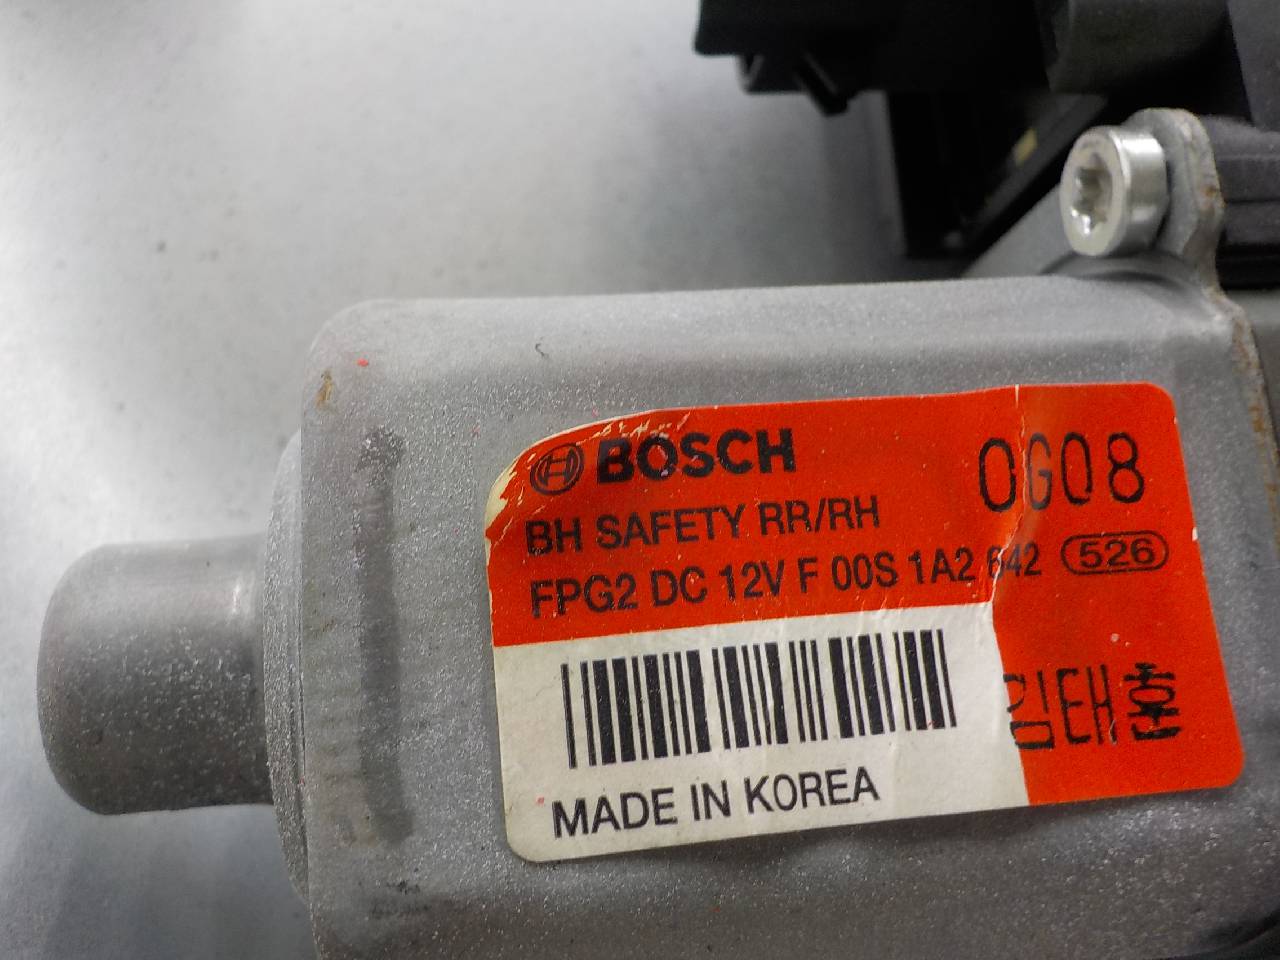 BOSCH 0G08
BH SAFETY RR/RH
FPG2 DC 12V F 00S 1A2 642 526
김태훈
MADE IN KOREA